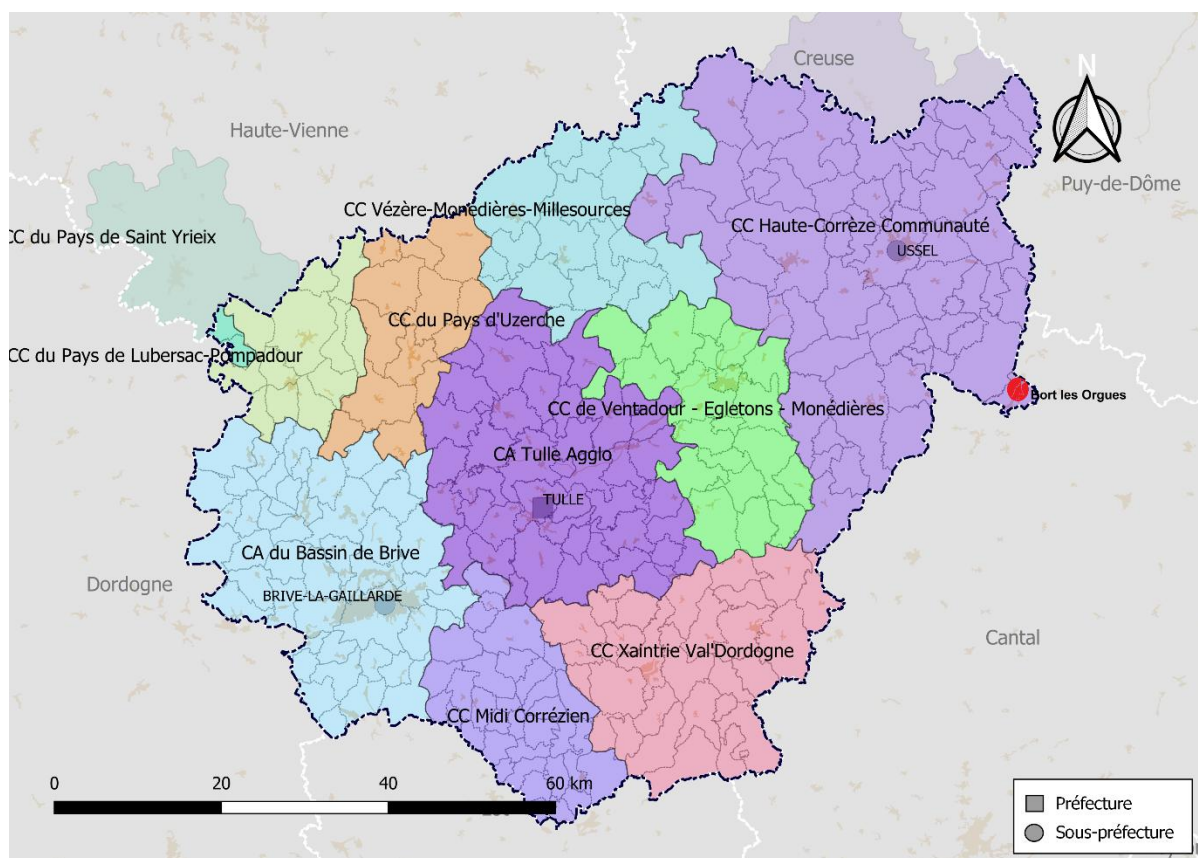 Creuse
N
Haute-Vienne
Puy-de-Dôme
CC Vézère-Monédières-Millesources
CC Haute-Corrèze Communauté
CC du Pays de Saint Yrieix
USSEL
CC du Pays d'Uzerche
CC du Pays de Lubersac-Pompadour
Bort les Orgues
CC de Ventadour - Egletons - Monédières
CA Tulle Agglo
TULLE
CA du Bassin de Brive
Dordogne
BRIVE-LA-GAILLARDE
Cantal
CC Xaintrie Val'Dordogne
CC Midi Corrézien
0 20 40 60 km
Préfecture
Sous-préfecture